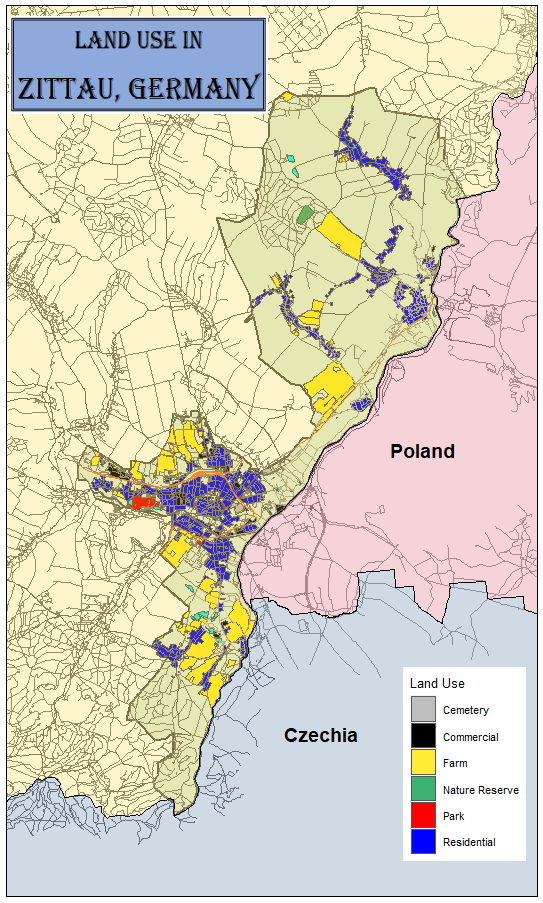 LAND USE IN
ZITTAU, GERMANY
Poland
Czechia
Land Use
Cemetery
Commercial
Farm
Nature Reserve
Park
Residential